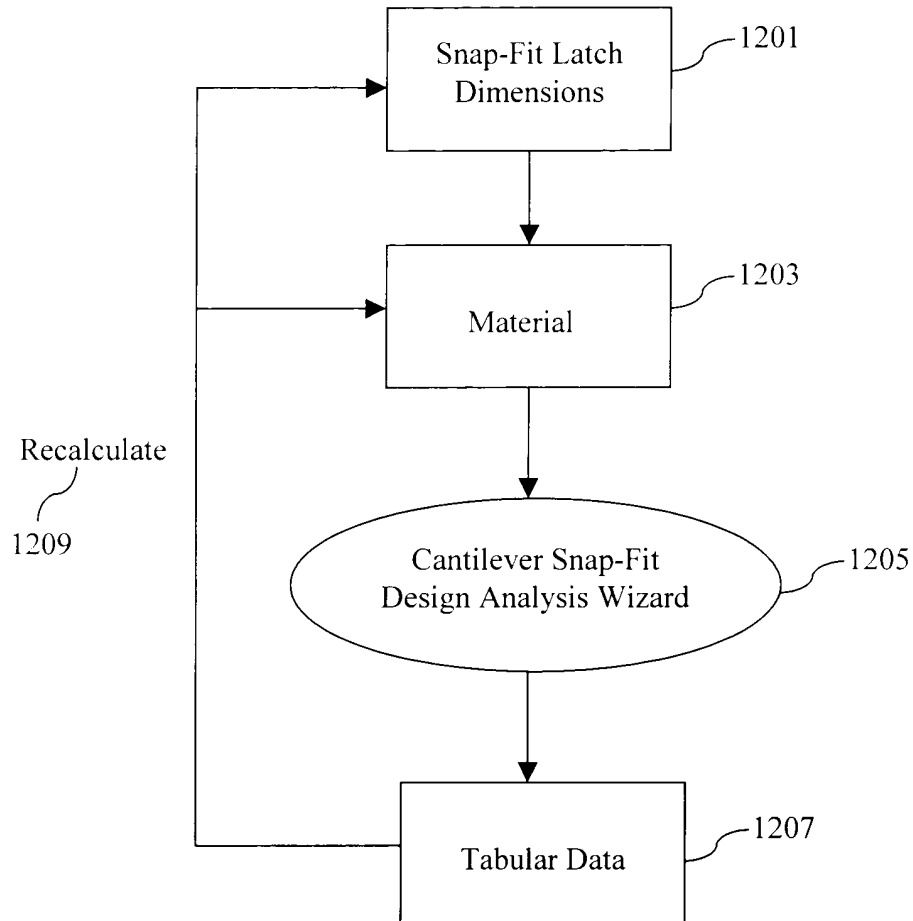 Snap-Fit Latch
Dimensions
1201
Material
1203
Recalculate
1209
Cantilever Snap-Fit
Design Analysis Wizard
1205
Tabular Data
1207